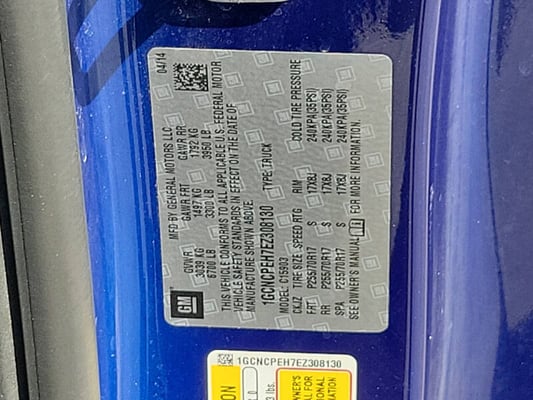 GM
MFD BY GENERAL MOTORS LLC
04/14
GVWR GAWR FRT GAWR RR
3039 KG 1497 KG 1792 KG
6700 LB 3300 LB 3950 LB
THIS VEHICLE CONFORMS TO ALL APPLICABLE U.S. FEDERAL MOTOR
VEHICLE SAFETY STANDARDS IN EFFECT ON THE DATE OF
MANUFACTURE SHOWN ABOVE.
1GCNCPEH7EZ308130 TYPE: TRUCK
MODEL: C15903
CKJZ TIRE SIZE SPEED RTG RIM COLD TIRE PRESSURE
FRT P255/70R17 S 17X8J 240KPA(35PSI)
RR P255/70R17 S 17X8J 240KPA(35PSI)
SPA P255/70R17 S 17X8J 240KPA(35PSI)
SEE OWNER'S MANUAL FOR MORE INFORMATION.
1GCNCPEH7EZ308130